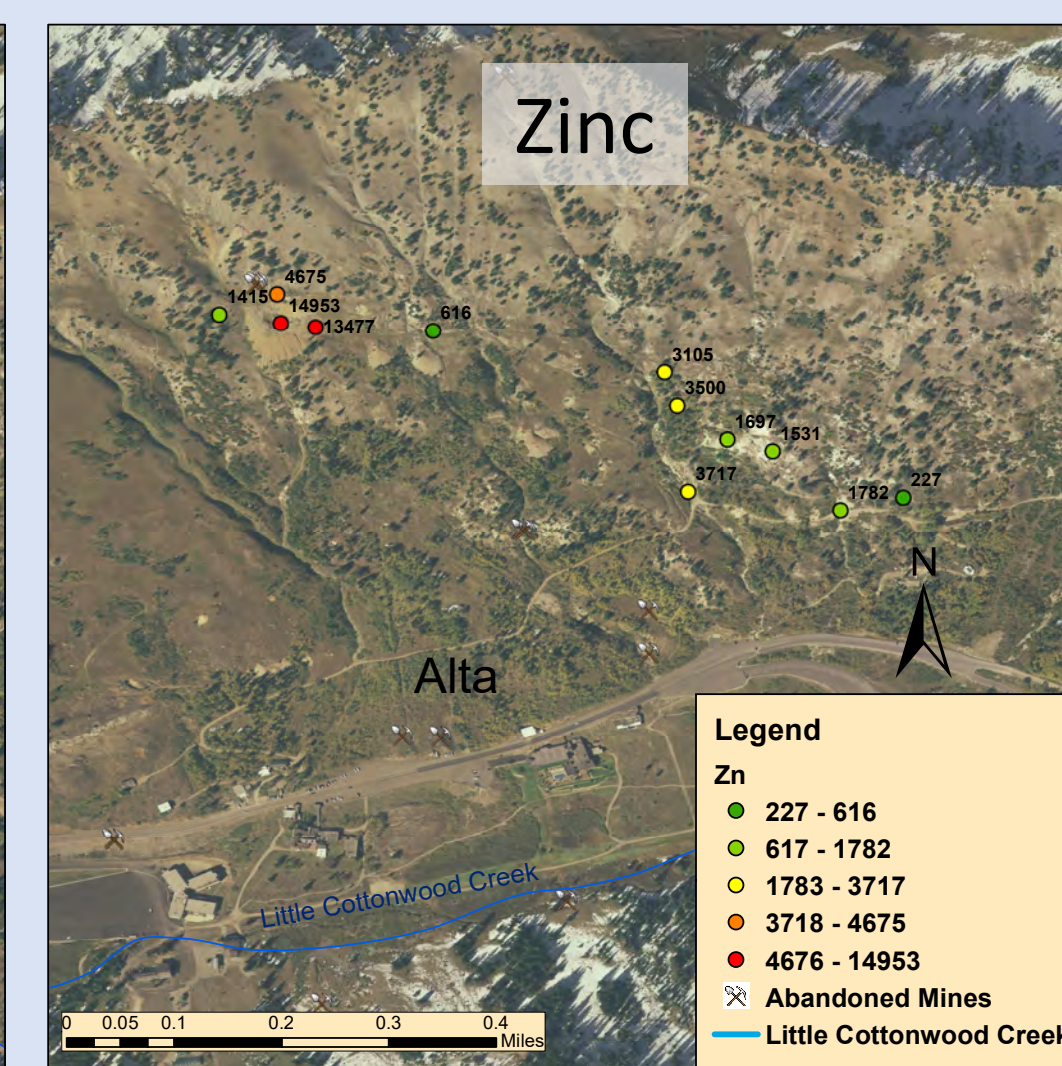 Zinc
4675
1415
14953
13477
616
3105
3500
1697
1531
3717
1782
227
N
Alta
Little Cottonwood Creek
Legend
Zn
227 - 616
617 - 1782
1783 - 3717
3718 - 4675
4676 - 14953
Abandoned Mines
Little Cottonwood Creek
0 0.05 0.1 0.2 0.3 0.4
Miles